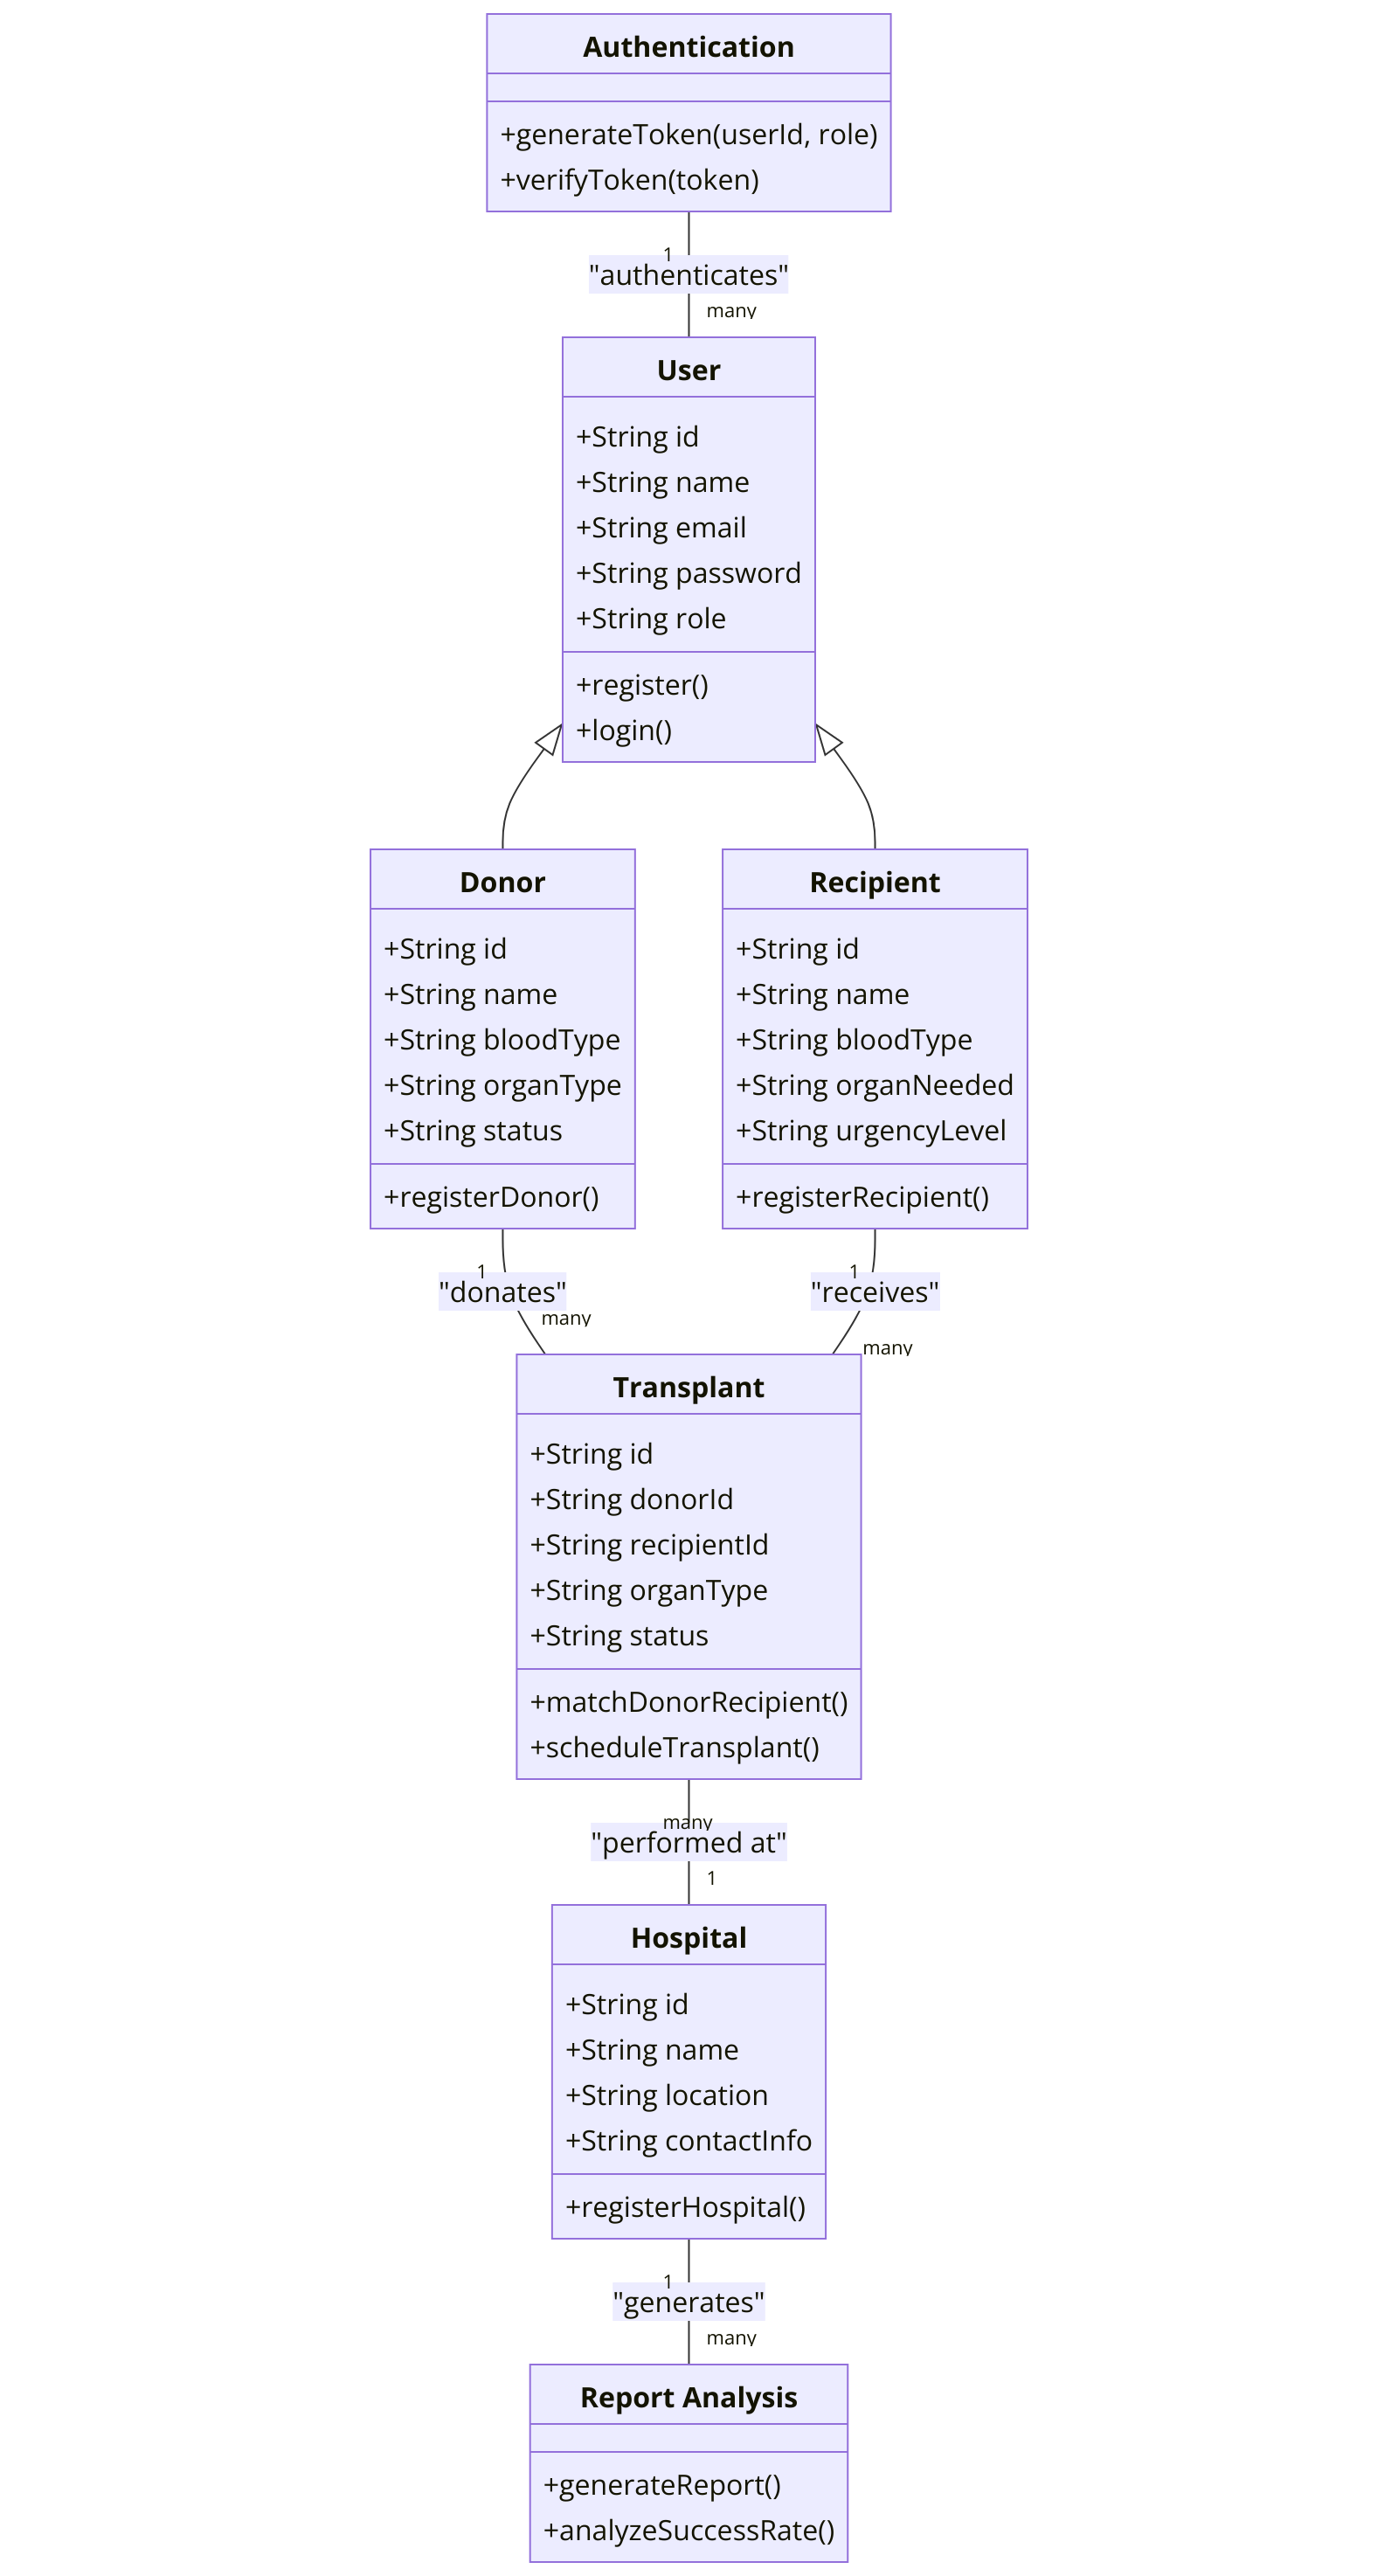 Authentication
+generateToken(userId, role)
+verifyToken(token)
1
"authenticates"
many
User
+String id
+String name
+String email
+String password
+String role
+register()
+login()
Donor
+String id
+String name
+String bloodType
+String organType
+String status
+registerDonor()
Recipient
+String id
+String name
+String bloodType
+String organNeeded
+String urgencyLevel
+registerRecipient()
1
"donates"
many
1
"receives"
many
Transplant
+String id
+String donorId
+String recipientId
+String organType
+String status
+matchDonorRecipient()
+scheduleTransplant()
many
"performed at"
1
Hospital
+String id
+String name
+String location
+String contactInfo
+registerHospital()
1
"generates"
many
Report Analysis
+generateReport()
+analyzeSuccessRate()